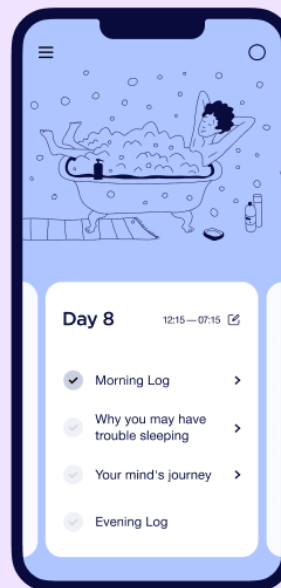 Day 8
12:15 — 07:15
Morning Log
Why you may have
trouble sleeping
Your mind's journey
Evening Log